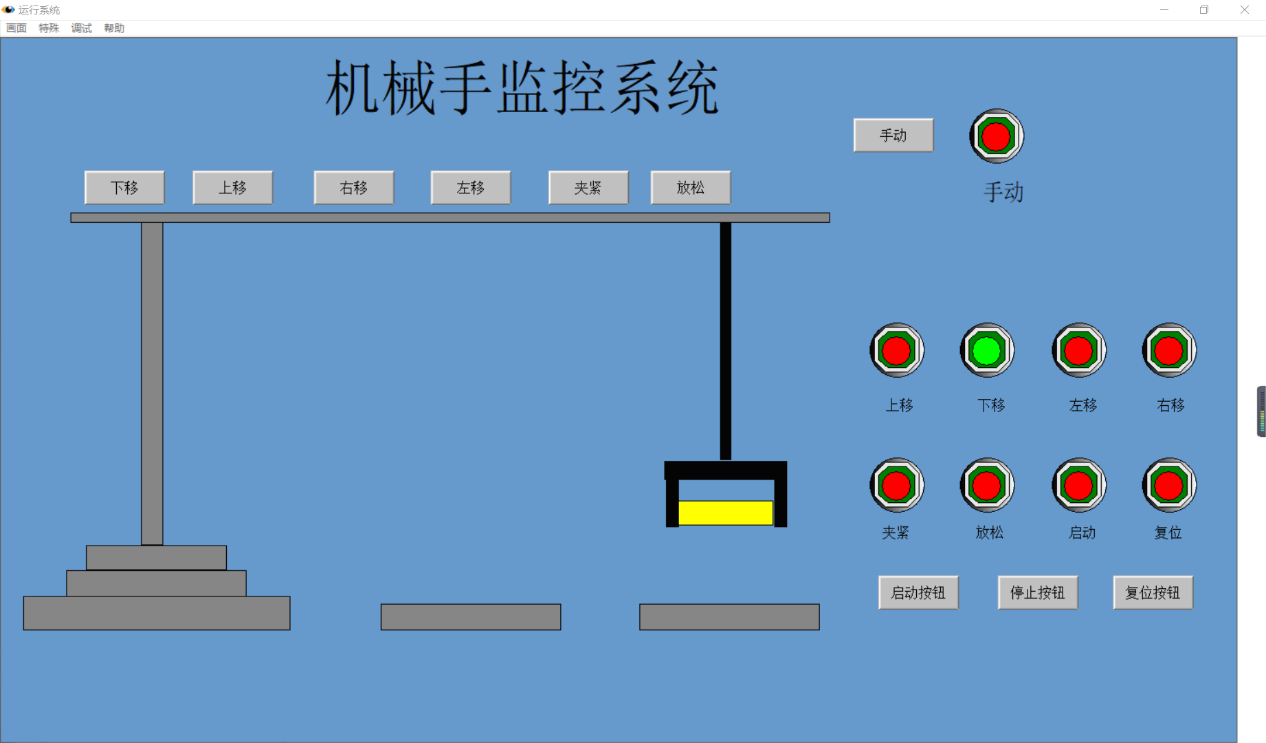 运行系统
画面 特殊 调试 帮助
机械手监控系统
手动
手动
下移 上移 右移 左移 夹紧 放松
上移 下移 左移 右移
夹紧 放松 启动 复位
启动按钮 停止按钮 复位按钮